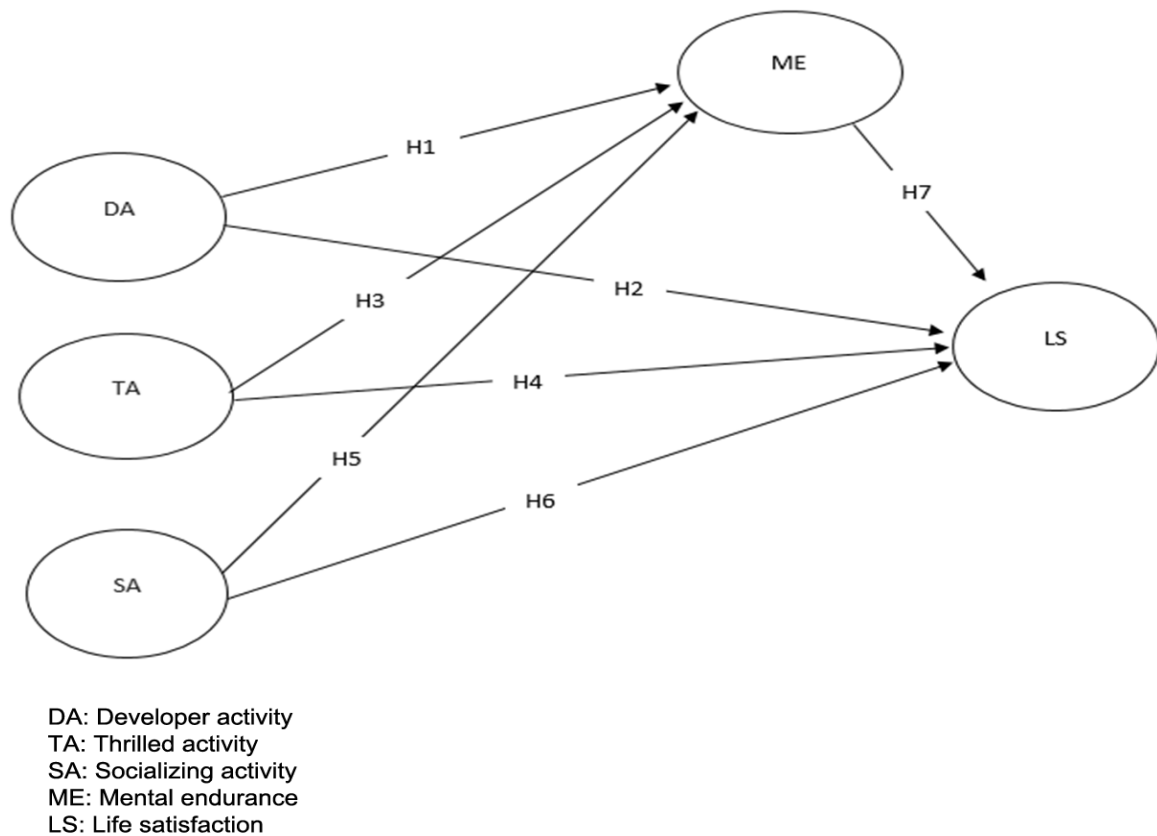 ME
H1
H7
DA
H2
H3
LS
TA
H4
H5
H6
SA
DA: Developer activity
TA: Thrilled activity
SA: Socializing activity
ME: Mental endurance
LS: Life satisfaction